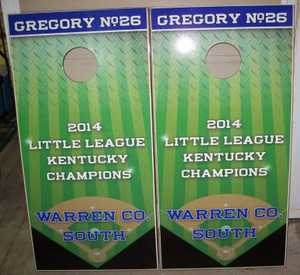 GREGORY Nº26
2014
LITTLE LEAGUE
KENTUCKY
CHAMPIONS
WARREN CO.
SOUTH
GREGORY Nº26
2014
LITTLE LEAGUE
KENTUCKY
CHAMPIONS
WARREN CO.
SOUTH